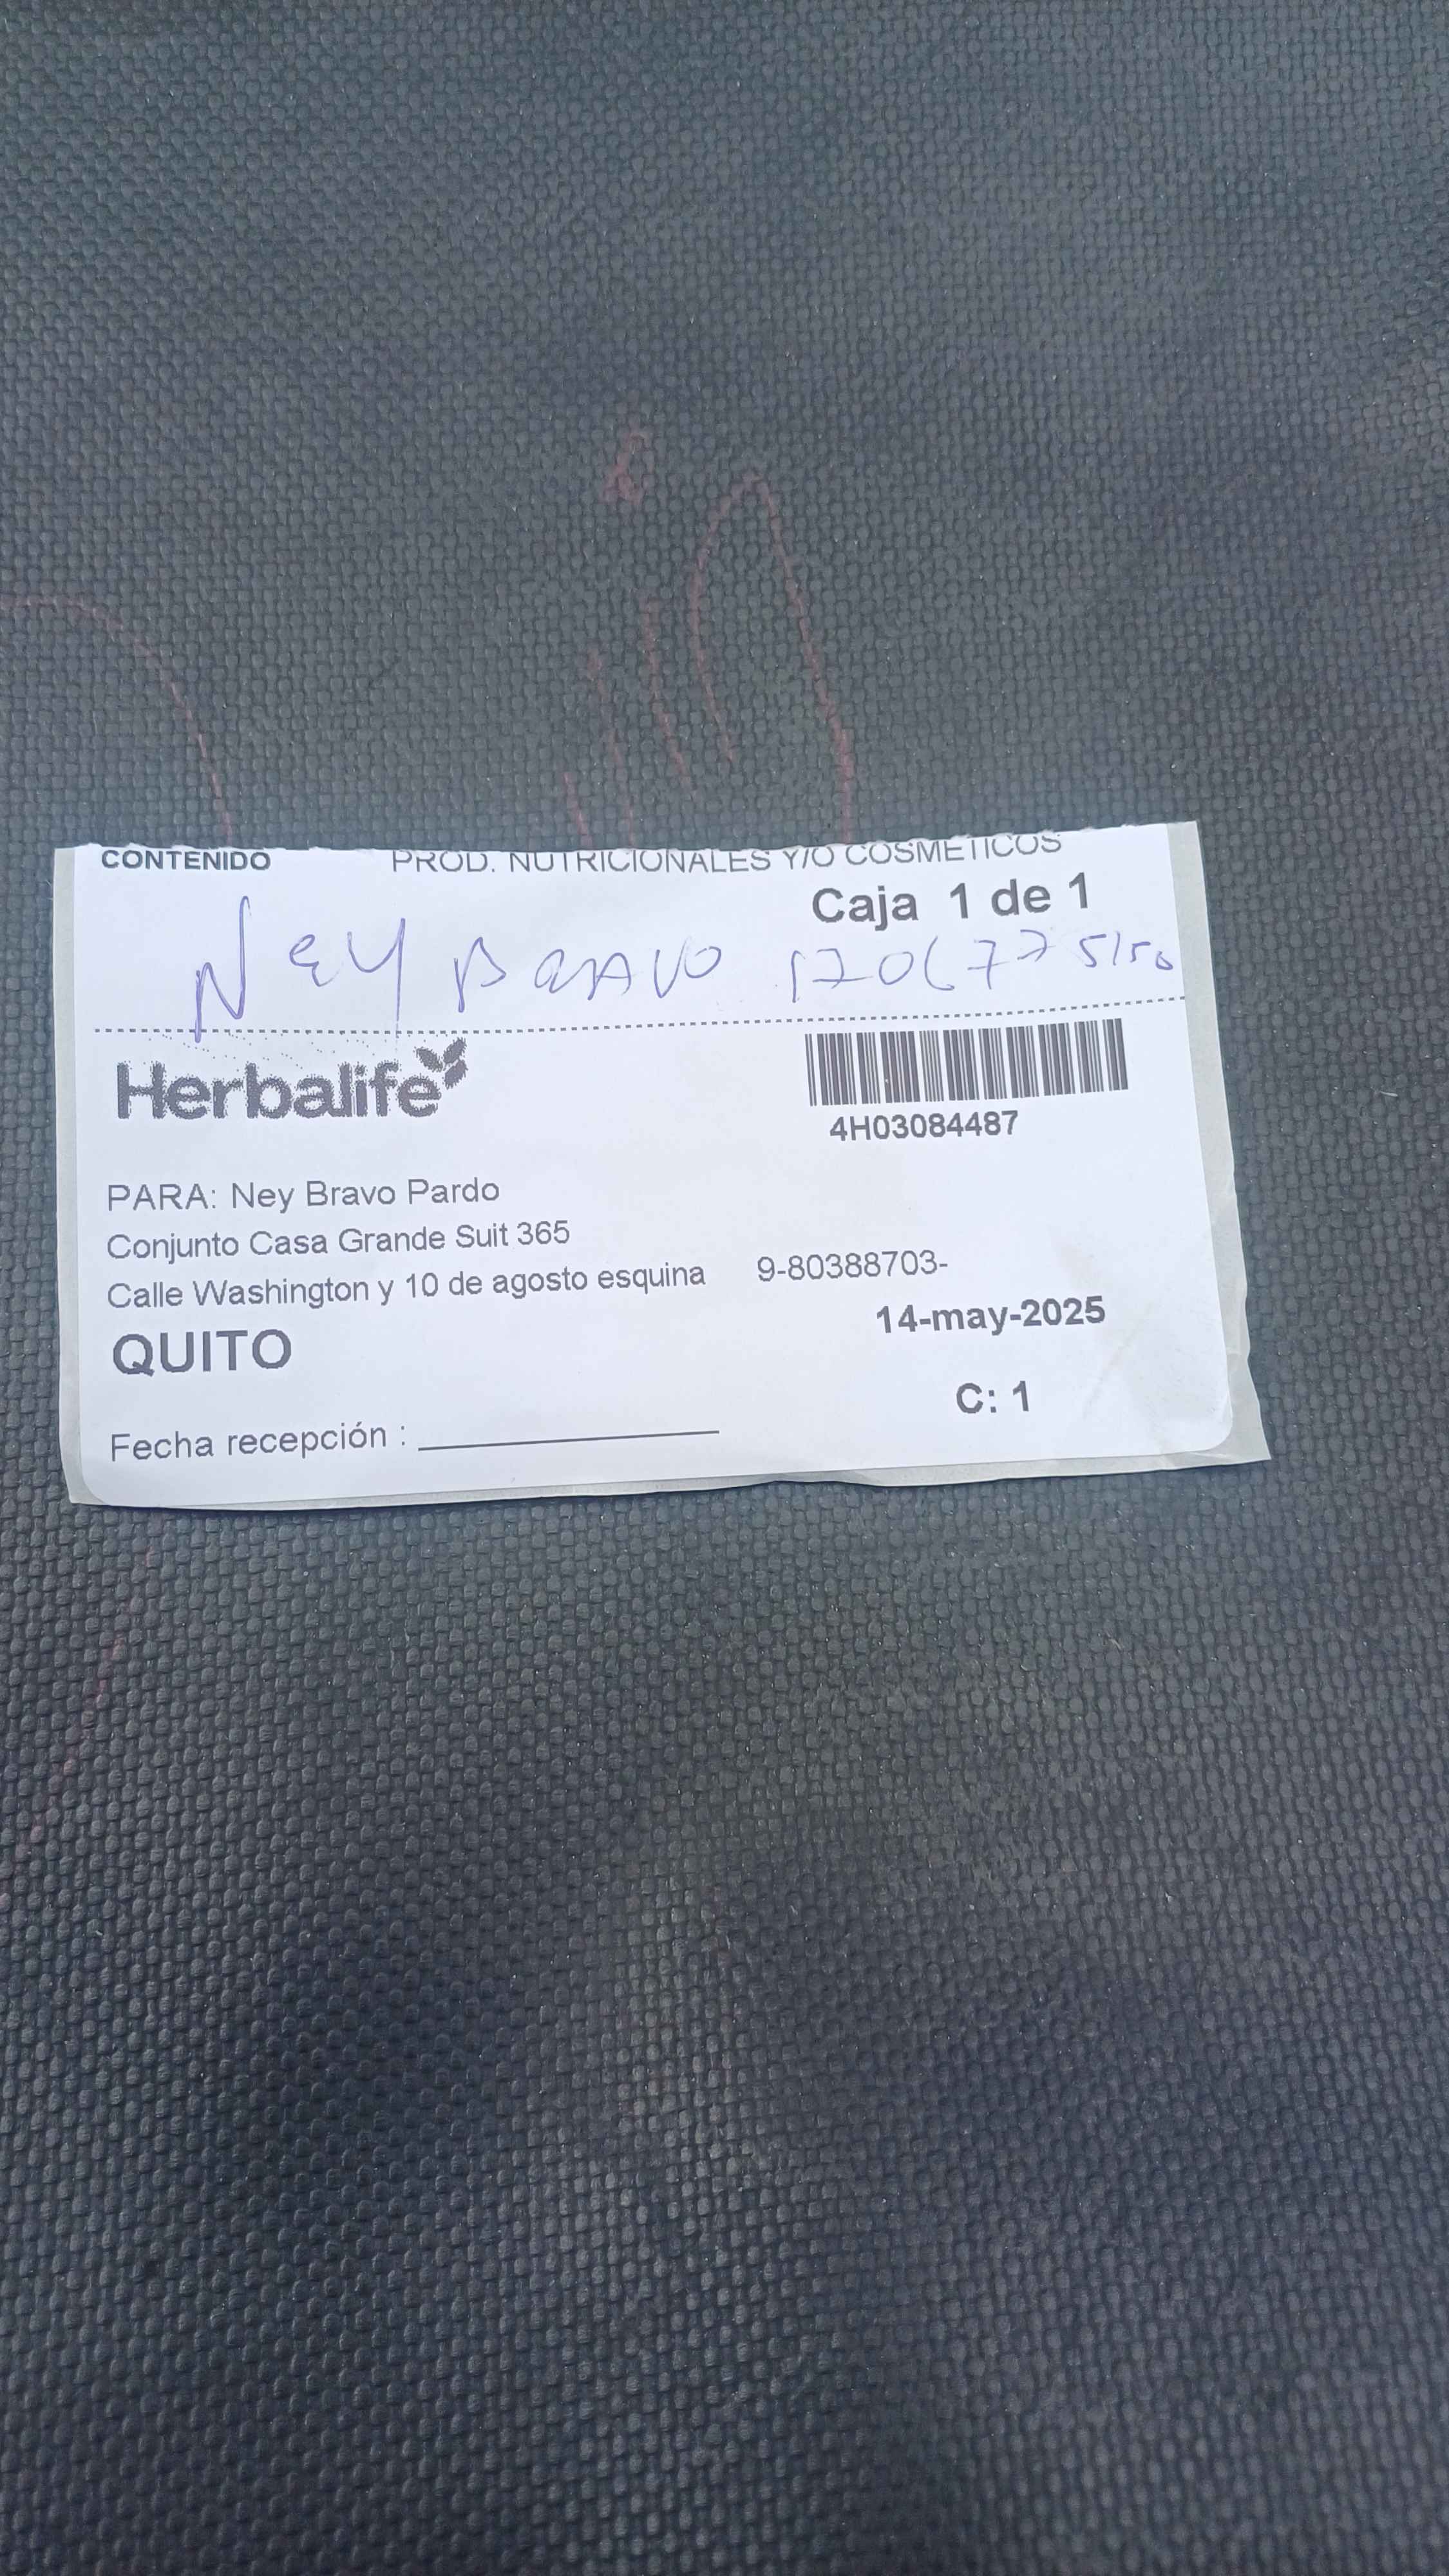 CONTENIDO PROD. NUTRICIONALES Y/O COSMETICOS
Caja 1 de 1
Ney Bravo
Herbalife
4H03084487
PARA: Ney Bravo Pardo
Conjunto Casa Grande Suit 365
Calle Washington y 10 de agosto esquina 9-80388703-
14-may-2025
QUITO
C: 1
Fecha recepción :